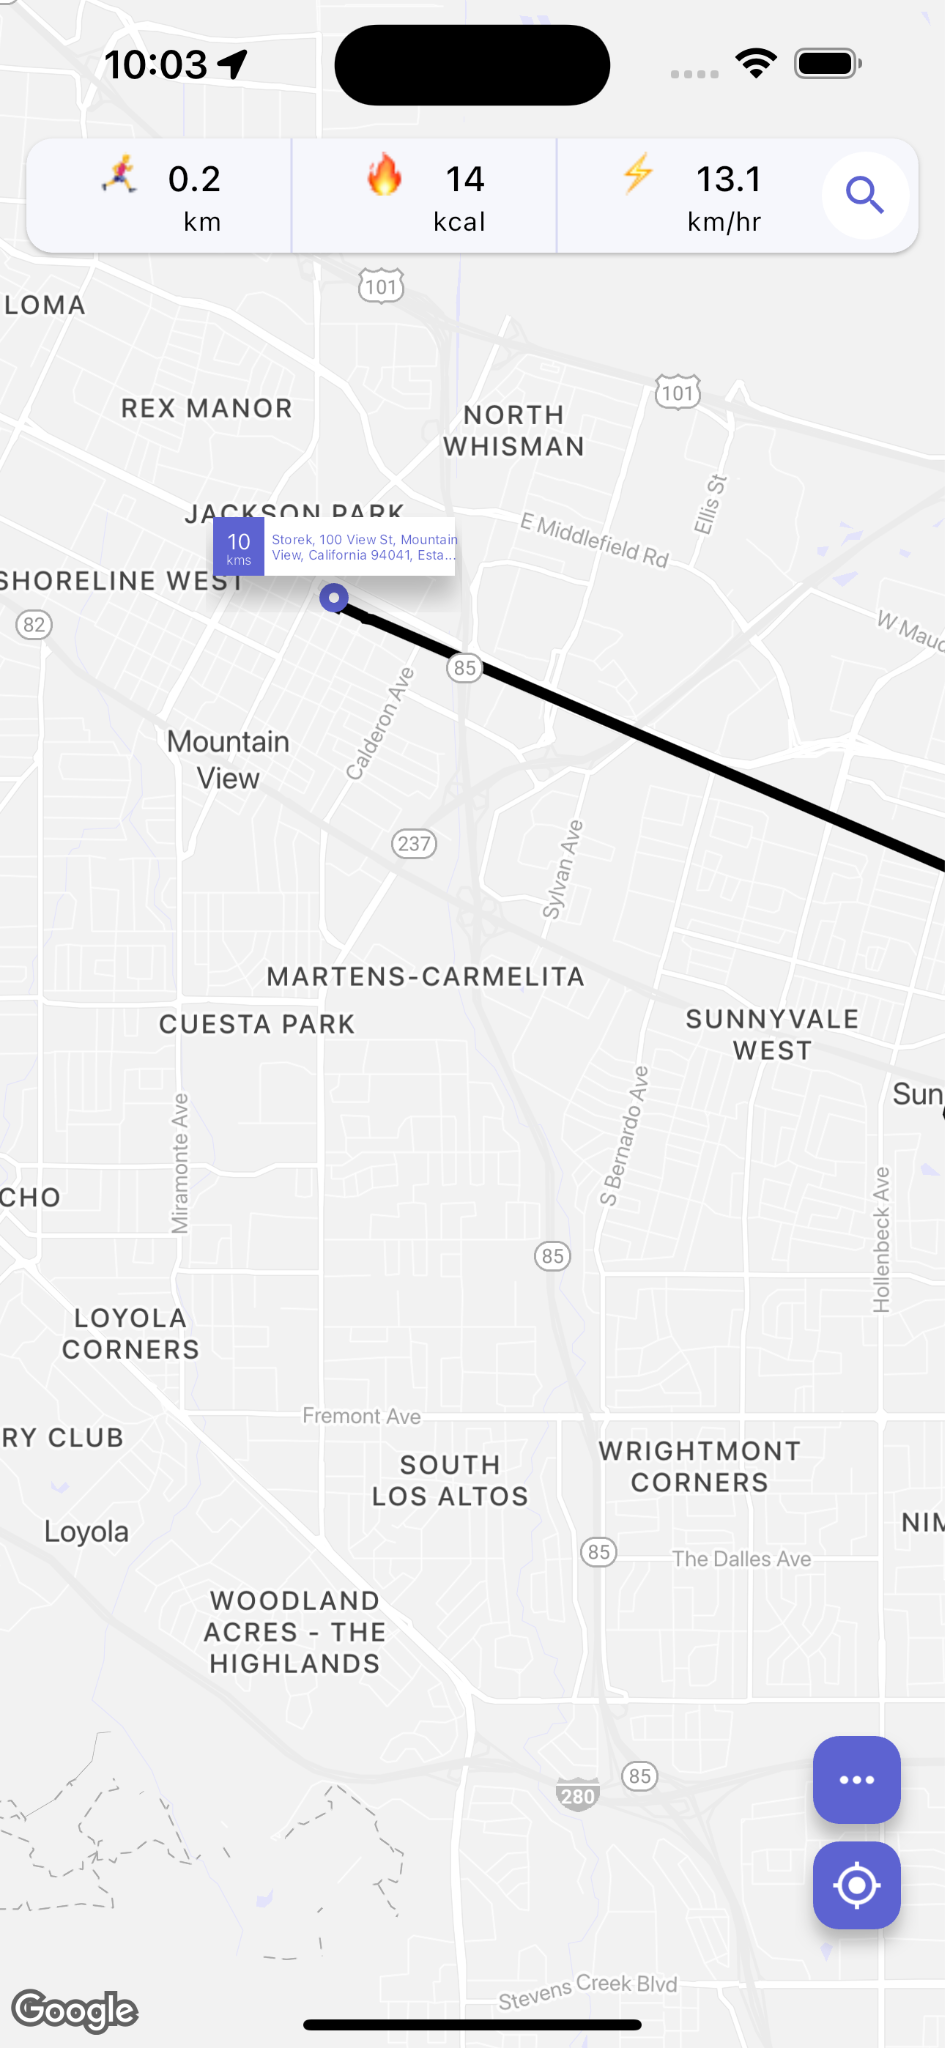 10:03
0.2
km
14
kcal
13.1
km/hr
101
LOMA
101
REX MANOR
NORTH
WHISMAN
Ellis St
JACKSON PARK
E Middlefield Rd
10
kms
Storek, 100 View St, Mountain
View, California 94041, Esta...
SHORELINE WEST
82
W Maud
85
Calderon Ave
Mountain
View
237
Sylvan Ave
MARTENS-CARMELITA
CUESTA PARK
SUNNYVALE
WEST
Sun
Miramonte Ave
S Bernardo Ave
CHO
Hollenbeck Ave
85
LOYOLA
CORNERS
Fremont Ave
RY CLUB
SOUTH
LOS ALTOS
WRIGHTMONT
CORNERS
NIM
Loyola
85
The Dalles Ave
WOODLAND
ACRES - THE
HIGHLANDS
85
280
Stevens Creek Blvd
Google